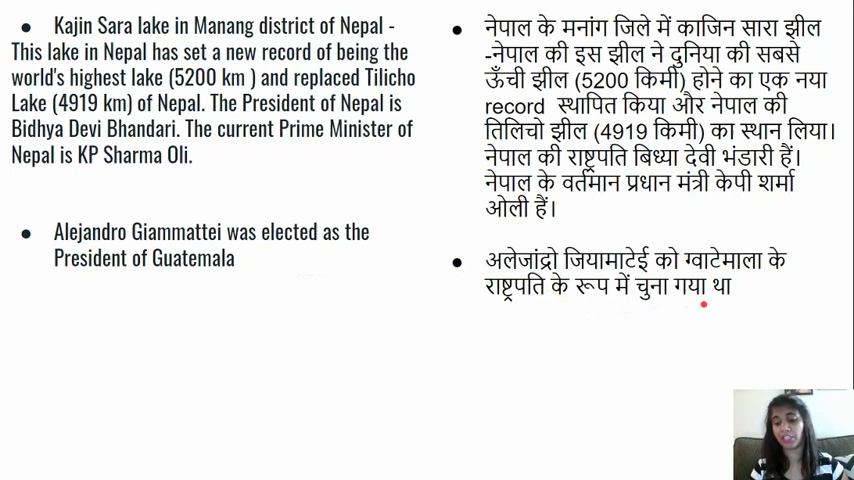 ● Kajin Sara lake in Manang district of Nepal -
This lake in Nepal has set a new record of being the
world's highest lake (5200 km ) and replaced Tilicho
Lake (4919 km) of Nepal. The President of Nepal is
Bidhya Devi Bhandari. The current Prime Minister of
Nepal is KP Sharma Oli.
● Alejandro Giammattei was elected as the
President of Guatemala
● नेपाल के मनांग जिले में काजिन सारा झील
-नेपाल की इस झील ने दुनिया की सबसे
ऊँची झील (5200 किमी) होने का एक नया
record स्थापित किया और नेपाल की
तिलिचो झील (4919 किमी) का स्थान लिया।
नेपाल की राष्ट्रपति बिध्या देवी भंडारी हैं।
नेपाल के वर्तमान प्रधान मंत्री केपी शर्मा
ओली हैं।
● अलेजांद्रो जियामाटेई को ग्वाटेमाला के
राष्ट्रपति के रूप में चुना गया था